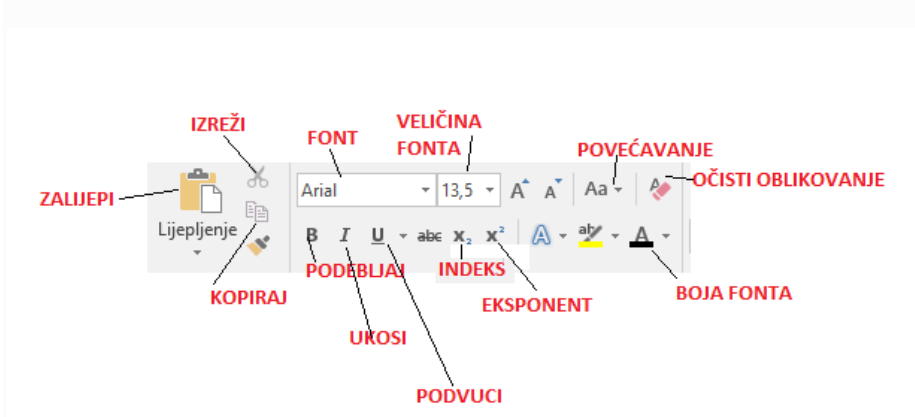 IZREŽI
FONT
VELIČINA
FONTA
POVEĆAVANJE
ZALIJEPI
OČISTI OBLIKOVANJE
Arial
13,5
A A
Aa
A
Lijepljenje
B I U abc x₂ x² A ab A
PODEBLJAJ
INDEKS
KOPIRAJ
EKSPONENT
BOJA FONTA
UKOSI
PODVUCI